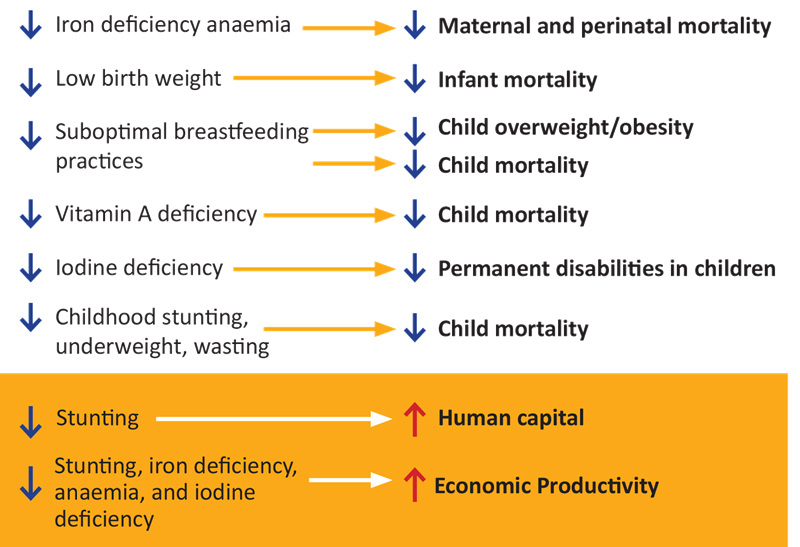 Iron deficiency anaemia
Maternal and perinatal mortality
Low birth weight
Infant mortality
Suboptimal breastfeeding
practices
Child overweight/obesity
Child mortality
Vitamin A deficiency
Child mortality
Iodine deficiency
Permanent disabilities in children
Childhood stunting,
underweight, wasting
Child mortality
Stunting
Human capital
Stunting, iron deficiency,
anaemia, and iodine
deficiency
Economic Productivity